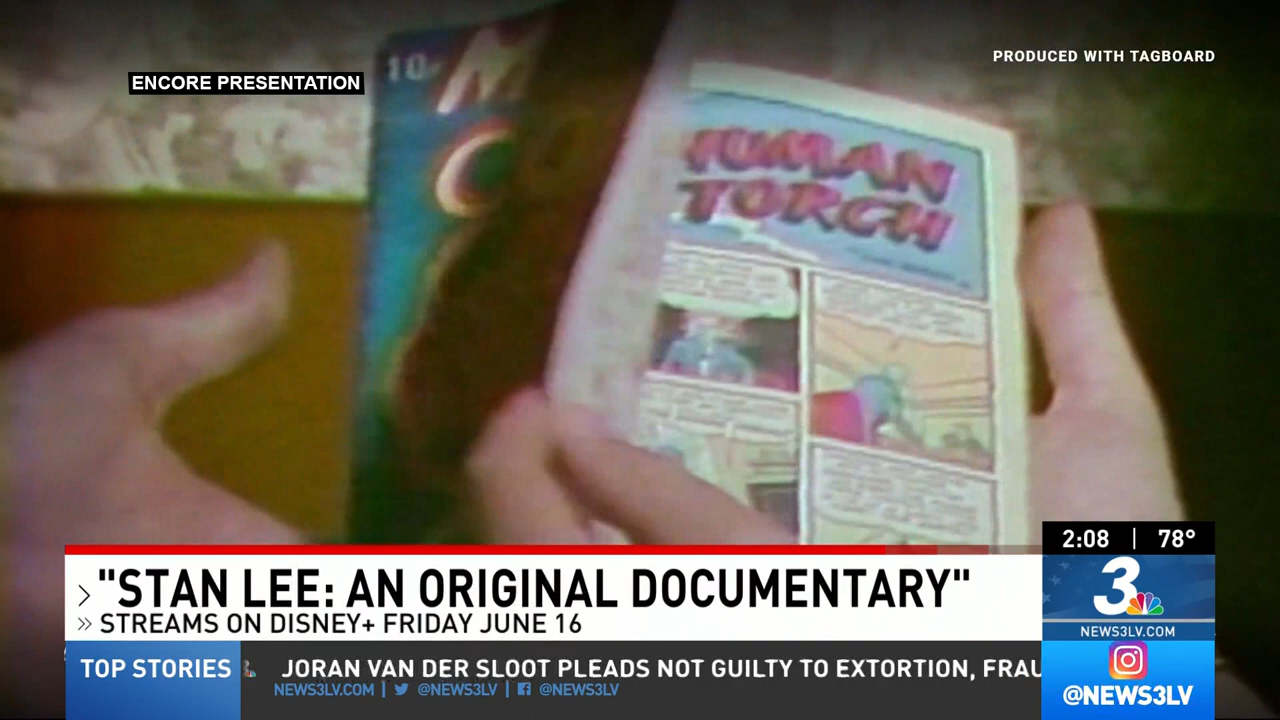 PRODUCED WITH TAGBOARD
ENCORE PRESENTATION
10¢
HUMAN
TORCH
2:08 | 78°
"STAN LEE: AN ORIGINAL DOCUMENTARY"
STREAMS ON DISNEY+ FRIDAY JUNE 16
3
NEWS3LV.COM
TOP STORIES
JORAN VAN DER SLOOT PLEADS NOT GUILTY TO EXTORTION, FRAU
NEWS3LV.COM | @NEWS3LV | @NEWS3LV
@NEWS3LV